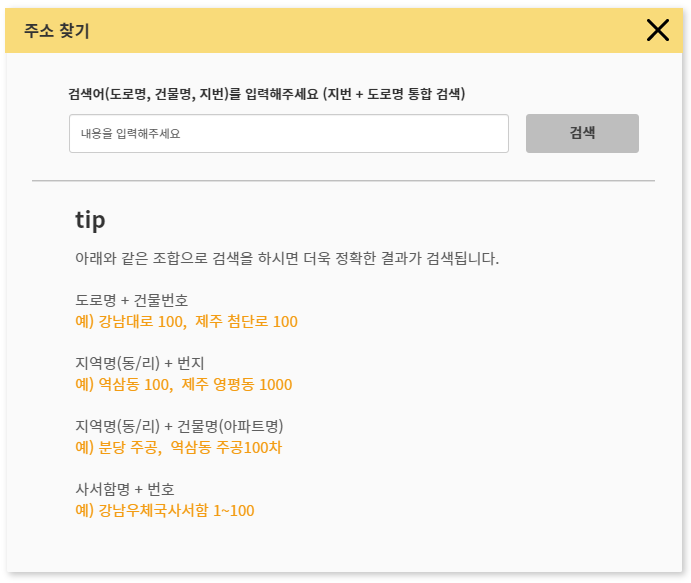 주소 찾기
검색어(도로명, 건물명, 지번)를 입력해주세요 (지번 + 도로명 통합 검색)
내용을 입력해주세요
검색
tip
아래와 같은 조합으로 검색을 하시면 더욱 정확한 결과가 검색됩니다.
도로명 + 건물번호
예) 강남대로 100,  제주 첨단로 100
지역명(동/리) + 번지
예) 역삼동 100,  제주 영평동 1000
지역명(동/리) + 건물명(아파트명)
예) 분당 주공,  역삼동 주공100차
사서함명 + 번호
예) 강남우체국사서함 1~100